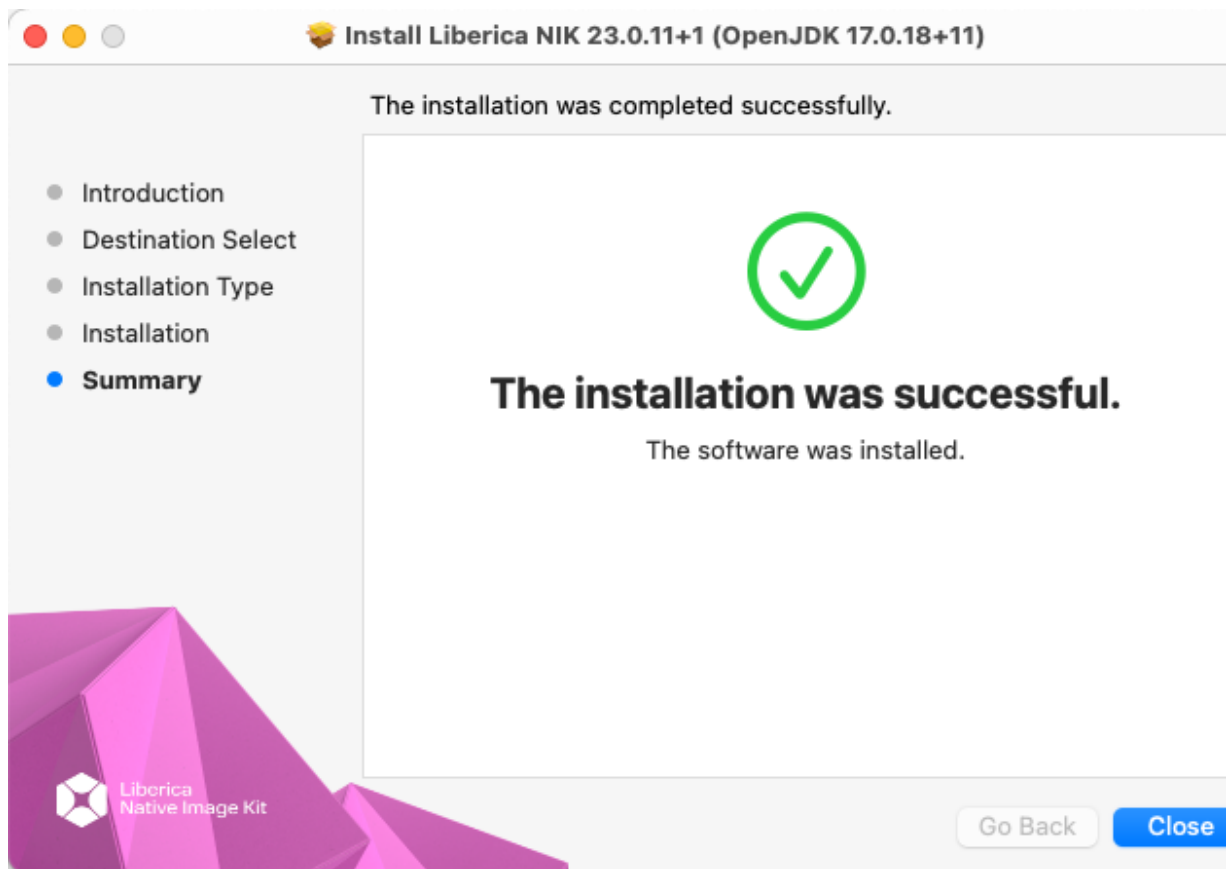 Install Liberica NIK 23.0.11+1 (OpenJDK 17.0.18+11)
The installation was completed successfully.
Introduction
Destination Select
Installation Type
Installation
Summary
The installation was successful.
The software was installed.
Liberica
Native Image Kit
Go Back
Close